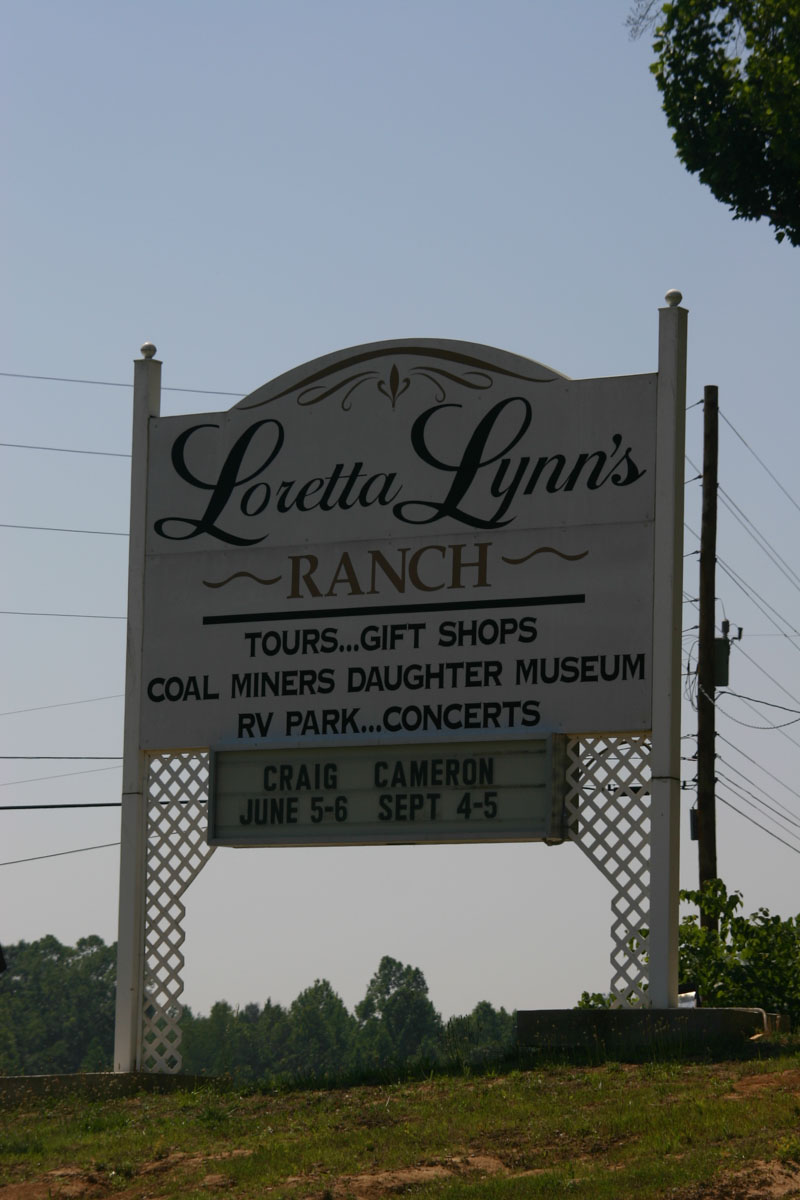 Loretta Lynn's
RANCH
TOURS...GIFT SHOPS
COAL MINERS DAUGHTER MUSEUM
RV PARK...CONCERTS
CRAIG CAMERON
JUNE 5-6 SEPT 4-5